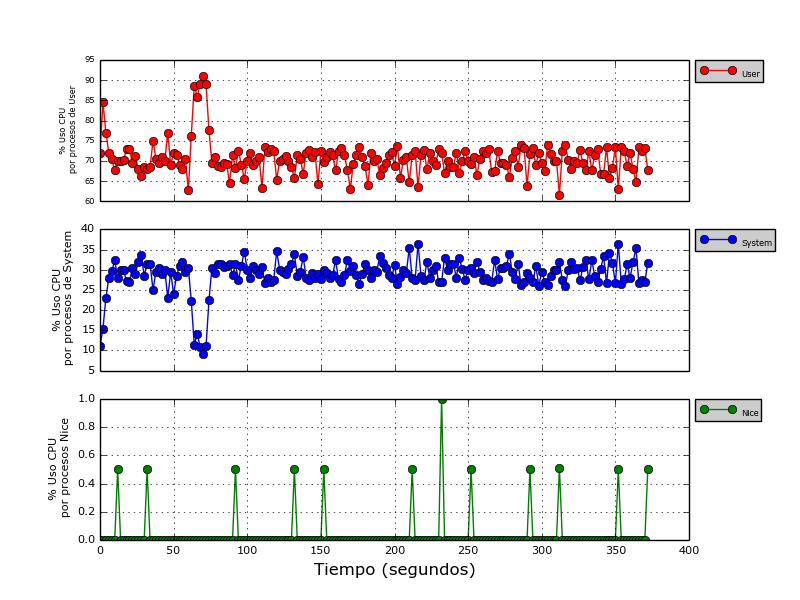 95
90
85
80
75
70
65
60
% Uso CPU
por procesos de User
User
40
35
30
25
20
15
10
5
% Uso CPU
por procesos de System
System
1.0
0.8
0.6
0.4
0.2
0.0
% Uso CPU
por procesos Nice
Nice
0 50 100 150 200 250 300 350 400
Tiempo (segundos)